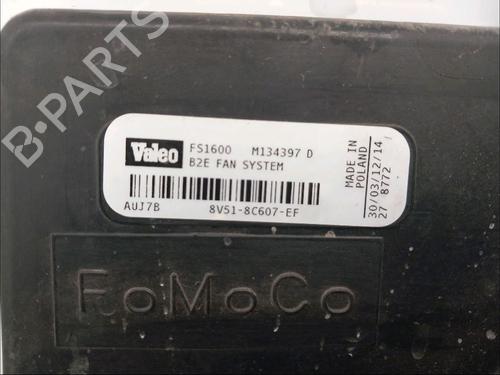 B-PARTS
Valeo FS1600 M134397 D
B2E FAN SYSTEM
AUJ7B 8V51-8C607-EF
MADE IN
POLAND
30/03/12/14
27 8772
FoMoCo